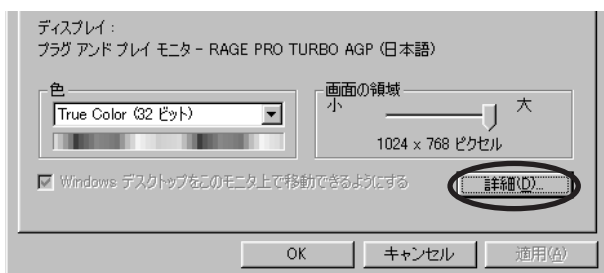 ディスプレイ :
プラグ アンド プレイ モニタ - RAGE PRO TURBO AGP (日本語)
色
True Color (32 ビット)
画面の領域
小
大
1024 x 768 ピクセル
Windows デスクトップをこのモニタ上で移動できるようにする
詳細(D)...
OK
キャンセル
適用(A)